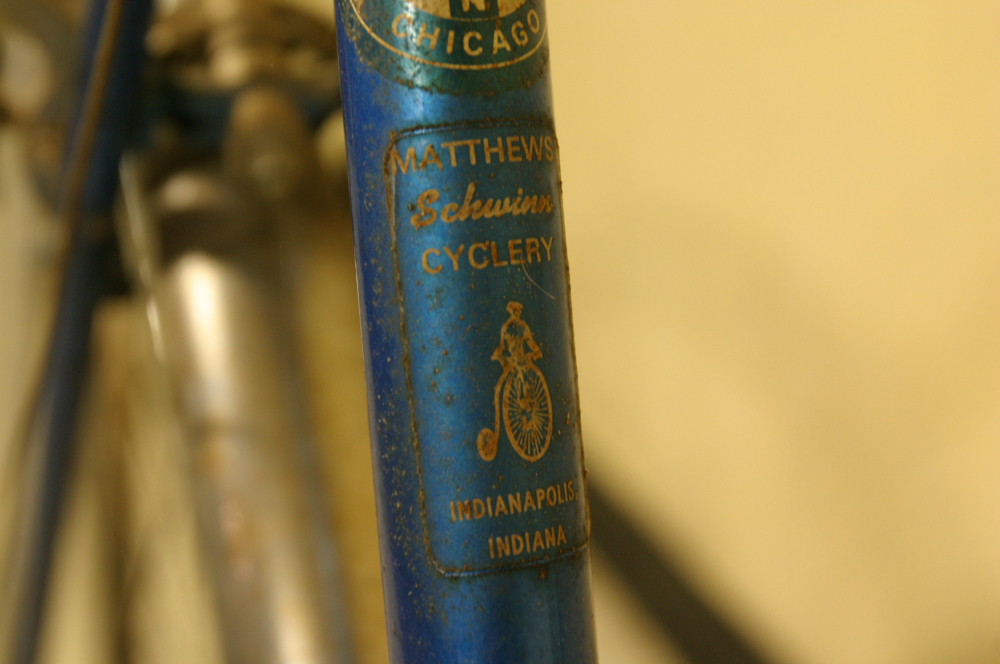 N
CHICAGO
MATTHEWS
Schwinn
CYCLERY
INDIANAPOLIS
INDIANA